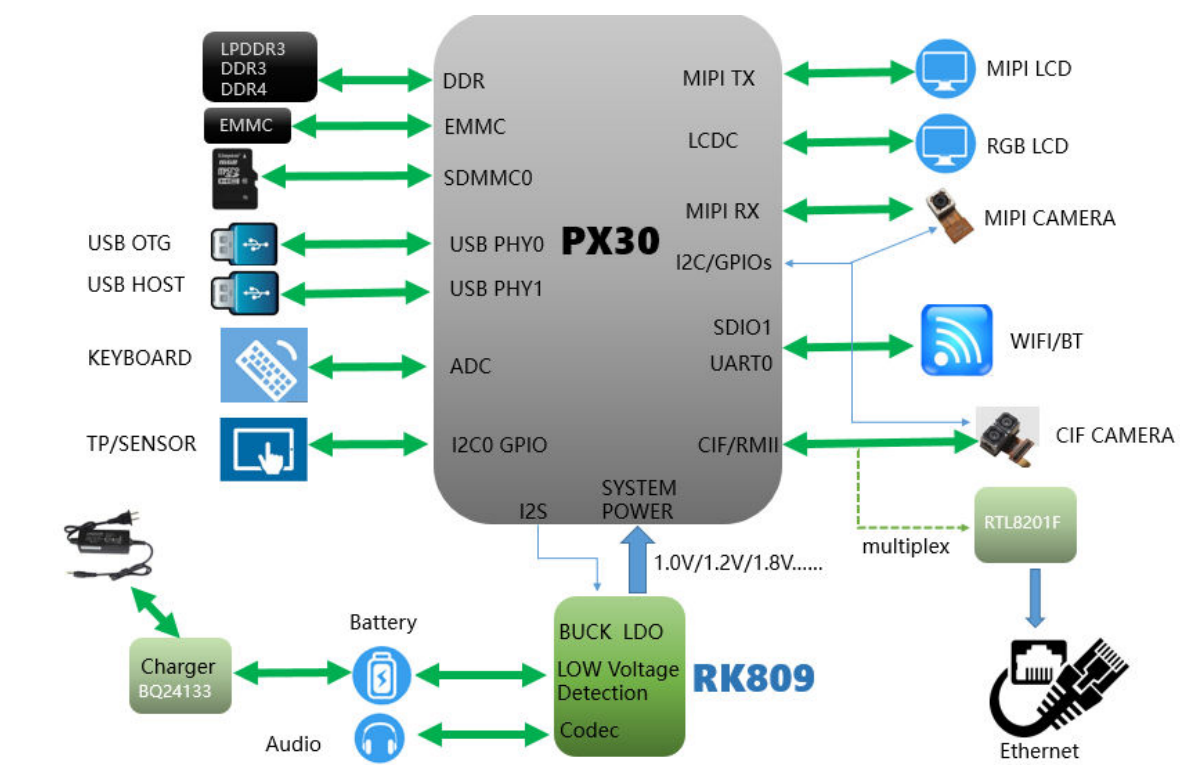 LPDDR3
DDR3
DDR4
EMMC
USB OTG
USB HOST
KEYBOARD
TP/SENSOR
DDR
EMMC
SDMMC0
USB PHY0
USB PHY1
ADC
I2C0 GPIO
PX30
MIPI TX
LCDC
MIPI RX
I2C/GPIOs
SDIO1
UART0
CIF/RMII
I2S
SYSTEM
POWER
MIPI LCD
RGB LCD
MIPI CAMERA
WIFI/BT
CIF CAMERA
RTL8201F
multiplex
1.0V/1.2V/1.8V......
Battery
Charger
BQ24133
Audio
BUCK LDO
LOW Voltage
Detection
Codec
RK809
Ethernet